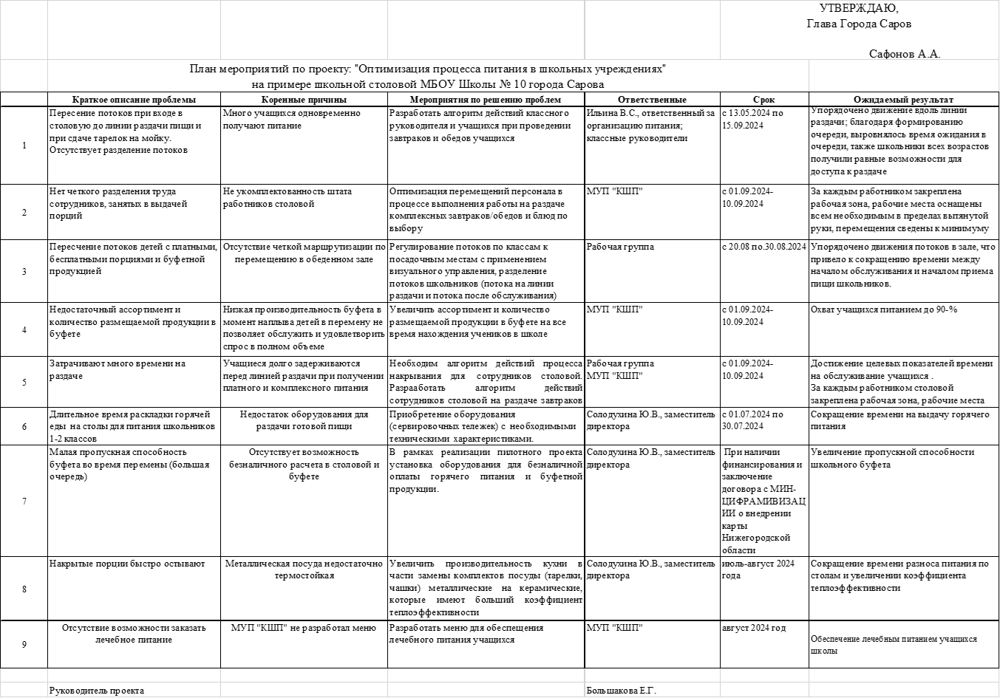 УТВЕРЖДАЮ,
Глава Города Саров
Сафонов А.А.
План мероприятий по проекту: "Оптимизация процесса питания в школьных учреждениях"
на примере школьной столовой МБОУ Школы № 10 города Сарова
Краткое описание проблемы
Коренные причины
Мероприятия по решению проблем
Ответственные
Срок
Ожидаемый результат
1
Пересение потоков при входе в
столовую до линии раздачи пищи и
при сдаче тарелок на мойку.
Отсутствует разделение потоков
Много учащихся одновременно
получают питание
Разработать алгоритм действий классного
руководителя и учащихся при проведении
завтраков и обедов учащихся
Ильина В.С., ответственный за
организацию питания;
классные руководители
с 13.05.2024 по
15.09.2024
Упорядочено движение вдоль линии
раздачи; благодаря формированию
очереди, выровнялось время ожидания в
очереди, также школьники всех возрастов
получили равные возможности для
доступа к раздаче
2
Нет четкого разделения труда
сотрудников, занятых в выдачей
порций
Не укомплектованность штата
работников столовой
Оптимизация перемещений персонала в
процессе выполнения работы на раздаче
комплексных завтраков/обедов и блюд по
выбору
МУП "КШП"
с 01.09.2024-
10.09.2024
За каждым работником закреплена
рабочая зона, рабочие места оснащены
всем необходимым в пределах вытянутой
руки, перемещения сведены к минимуму
3
Пересчение потоков детей с платными,
бесплатными порциями и буфетной
продукцией
Отсутствие четкой маршрутизации по
перемещению в обеденном зале
Регулирование потоков по классам к
посадочным местам с применением
визуального управления, разделение
потоков школьников (потока на линии
раздачи и потока после обслуживания)
Рабочая группа
с 20.08 по.30.08.2024
Упорядочено движения потоков в зале, что
привело к сокращению времени между
началом обслуживания и началом приема
пищи школьников.
4
Недостаточный ассортимент и
количество размещаемой продукции в
буфете
Низкая производительность буфета в
момент наплыва детей в перемену не
позволяет обслужить и удовлетворить
спрос в полном объеме
Увеличить ассортимент и количество
размещаемой продукции в буфете на все
время нахождения учеников в школе
МУП "КШП"
с 01.09.2024-
10.09.2024
Охват учащихся питанием до 90-%
5
Затрачивают много времени на
раздаче
Учащиеся долго задерживаются
перед линией раздачи при получении
платного и комплексного питания
Необходим алгоритм действий процесса
накрывания для сотрудников столовой.
Разрааботать алгоритм действий
сотрудников столовой на раздаче завтраков
Рабочая группа
МУП "КШП"
с 01.09.2024-
10.09.2024
Достижение целевых показателей времени
на обслуживание учащихся .
За каждым работником столовой
закреплена рабочая зона, рабочие места
6
Длительное время раскладки горячей
еды на столы для питания школьников
1-2 классов
Недостаток оборудования для
раздачи готовой пищи
Приобретение оборудования
(сервировочных тележек) с необходимыми
техническими характеристиками.
Солодухина Ю.В., заместитель
директора
с 01.07.2024 по
30.07.2024
Сокращение времени на выдачу горячего
питания
7
Малая пропускная способность
буфета во время перемены (большая
очередь)
Отсутствует возможность
безналичного расчета в столовой и
буфете
В рамках реализации пилотного проекта
установка оборудования для безналичной
оплаты горячего питания и буфетной
продукции.
Солодухина Ю.В., заместитель
директора
При наличии
финансирования и
заключение
договора с МИН-
ЦИФРАМИВИЗАЦ
ИИ о внедрении
карты
Нижегородской
области
Увеличение пропускной способности
школьного буфета
8
Накрытые порции быстро остывают
Металлическая посуда недостаточно
термостойкая
Увеличить производительность кухни в
части замены комплектов посуды (тарелки,
чашки) металлические на керамические,
которые имеют больший коэффициент
теплоэффективности
Солодухина Ю.В., заместитель
директора
июль-август 2024
года
Сокращение времени разноса питания по
столам и увеличении коэффициента
теплоэффективности
9
Отсутствие возможности заказать
лечебное питание
МУП "КШП" не разработал меню
Разработать меню для обеспещения
лечебного питания учащихся
МУП "КШП"
август 2024 год
Обеспечение лечебным питанием учащихся
школы
Руководитель проекта
Большакова Е.Г.